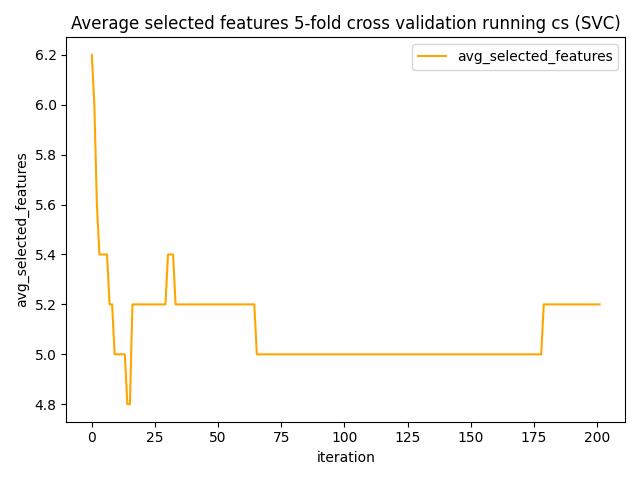 Average selected features 5-fold cross validation running cs (SVC)
avg_selected_features
avg_selected_features
6.2
6.0
5.8
5.6
5.4
5.2
5.0
4.8
0 25 50 75 100 125 150 175 200
iteration